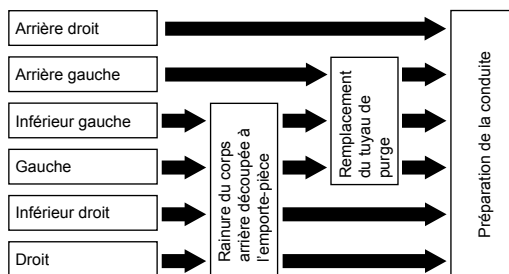 Arrière droit
Arrière gauche
Inférieur gauche
Gauche
Inférieur droit
Droit
Rainure du corps
arrière découpée à
l'emporte-pièce
Remplacement
du tuyau de
purge
Préparation de la conduite